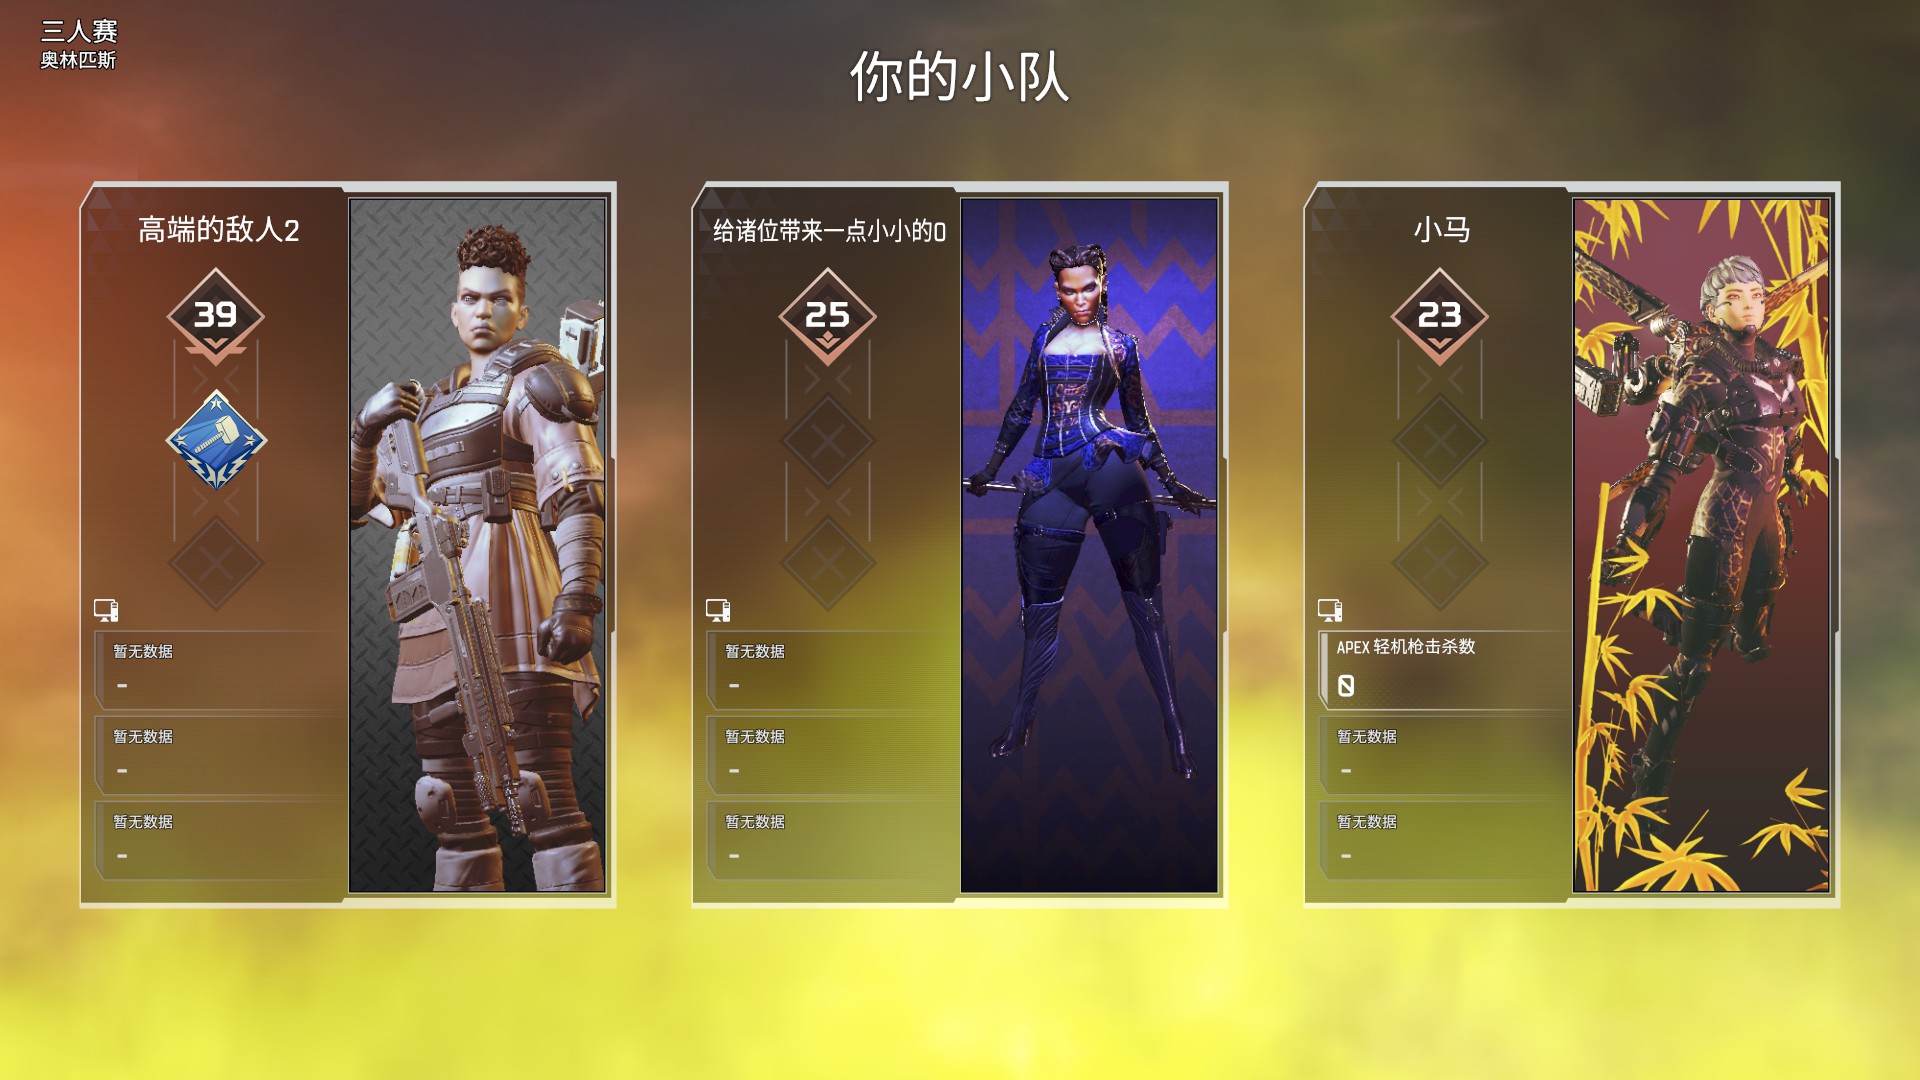 三人赛
奥林匹斯
你的小队
高端的敌人2
39
暂无数据
-
暂无数据
-
暂无数据
-
给诸位带来一点小小的0
25
暂无数据
-
暂无数据
-
暂无数据
-
小马
23
APEX 轻机枪击杀数
0
暂无数据
-
暂无数据
-